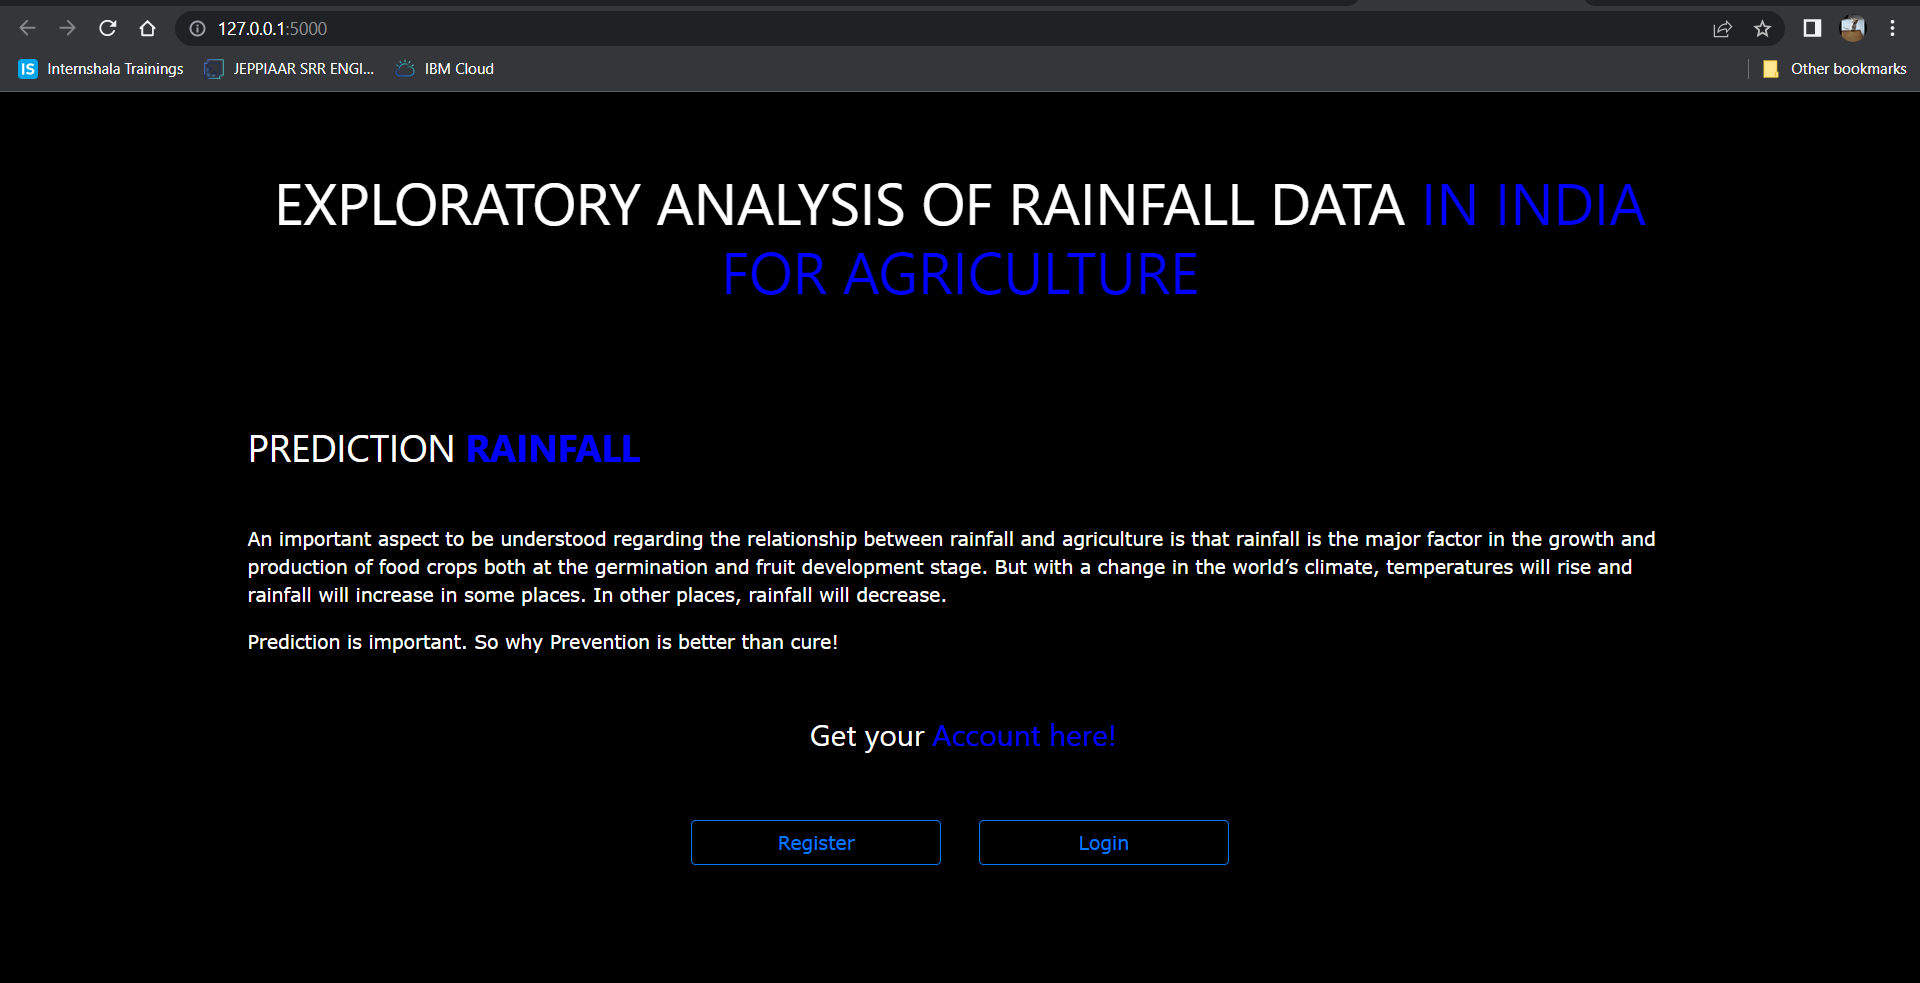 127.0.0.1:5000
IS Internshala Trainings JEPPIAAR SRR ENGI... IBM Cloud Other bookmarks
EXPLORATORY ANALYSIS OF RAINFALL DATA IN INDIA
FOR AGRICULTURE
PREDICTION RAINFALL
An important aspect to be understood regarding the relationship between rainfall and agriculture is that rainfall is the major factor in the growth and
production of food crops both at the germination and fruit development stage. But with a change in the world’s climate, temperatures will rise and
rainfall will increase in some places. In other places, rainfall will decrease.
Prediction is important. So why Prevention is better than cure!
Get your Account here!
Register Login